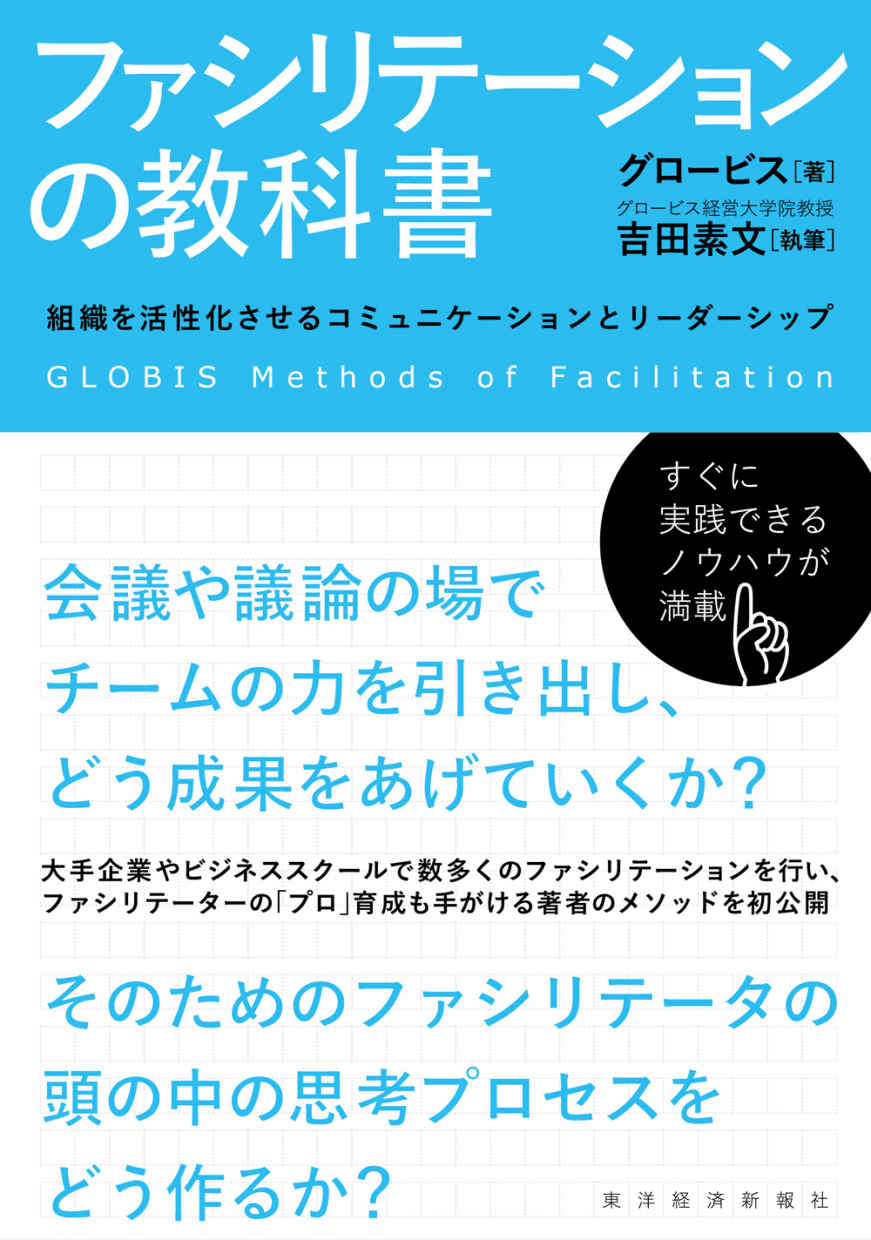 ファシリテーション
の教科書
グロービス[著]
グロービス経営大学院教授
吉田素文[執筆]
組織を活性化させるコミュニケーションとリーダーシップ
GLOBIS Methods of Facilitation
すぐに
実践できる
ノウハウが
満載
会議や議論の場で
チームの力を引き出し、
どう成果をあげていくか？
大手企業やビジネススクールで数多くのファシリテーションを行い、
ファシリテーターの「プロ」育成も手がける著者のメソッドを初公開
そのためのファシリテータの
頭の中の思考プロセスを
どう作るか？
東洋経済新報社